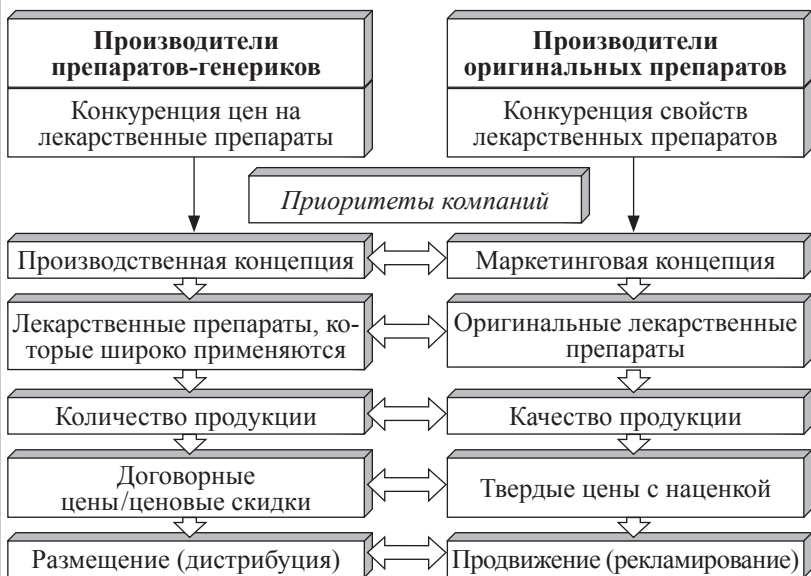 Производители
препаратов-генериков
Конкуренция цен на
лекарственные препараты
Производители
оригинальных препаратов
Конкуренция свойств
лекарственных препаратов
Приоритеты компаний
Производственная концепция
Маркетинговая концепция
Лекарственные препараты, ко-
торые широко применяются
Оригинальные лекарственные
препараты
Количество продукции
Качество продукции
Договорные
цены/ценовые скидки
Твердые цены с наценкой
Размещение (дистрибуция)
Продвижение (рекламирование)